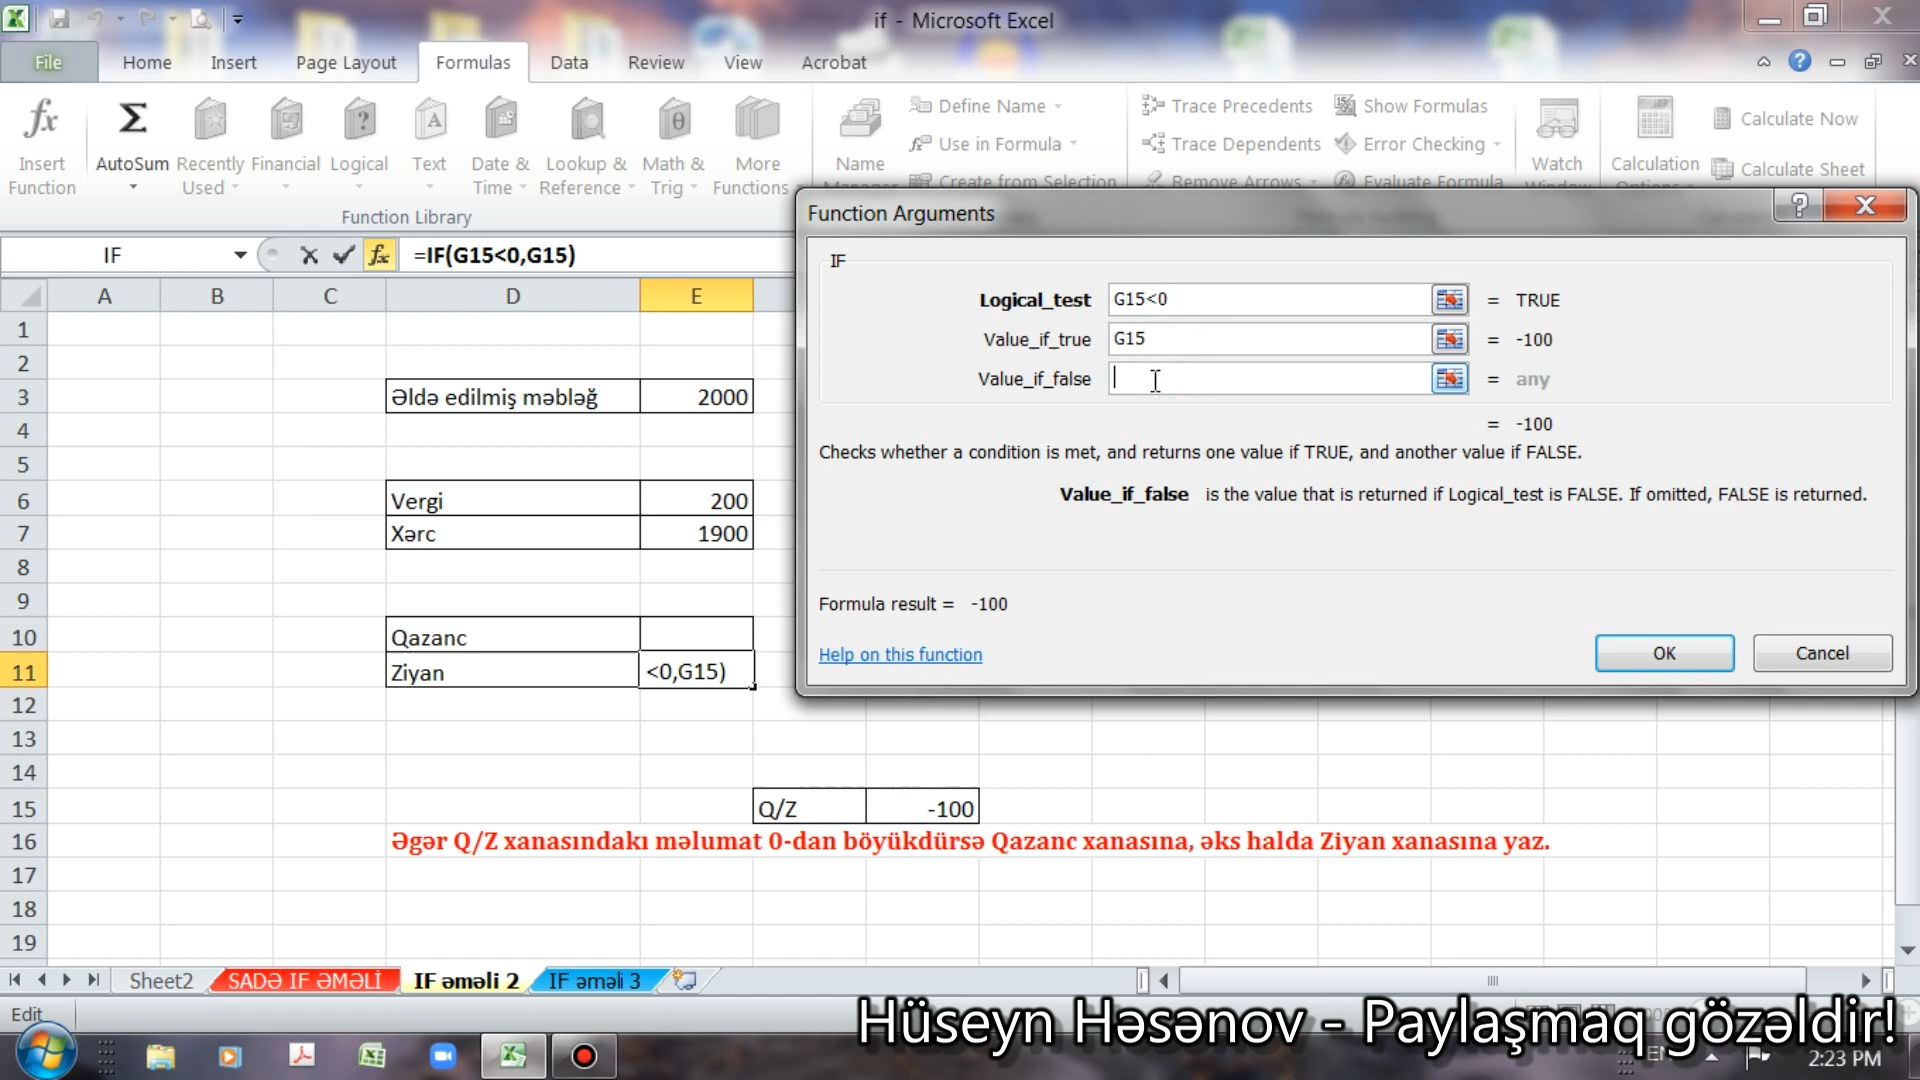 if - Microsoft Excel
File Home Insert Page Layout Formulas Data Review View Acrobat
Insert Function
AutoSum
Recently Used
Financial
Logical
Text
Date & Time
Lookup & Reference
Math & Trig
More Functions
Function Library
Name Manager
Define Name
Use in Formula
Create from Selection
Trace Precedents
Trace Dependents
Remove Arrows
Show Formulas
Error Checking
Evaluate Formula
Watch Window
Calculation Options
Calculate Now
Calculate Sheet
IF =IF(G15<0,G15)
A B C D E
1
2
3 Əldə edilmiş məbləğ 2000
4
5
6 Vergi 200
7 Xərc 1900
8
9
10 Qazanc
11 Ziyan <0,G15)
12
13
14
15 Q/Z -100
16 Əgər Q/Z xanasındakı məlumat 0-dan böyükdürsə Qazanc xanasına, əks halda Ziyan xanasına yaz.
17
18
19
Function Arguments
IF
Logical_test G15<0 = TRUE
Value_if_true G15 = -100
Value_if_false = any
= -100
Checks whether a condition is met, and returns one value if TRUE, and another value if FALSE.
Value_if_false is the value that is returned if Logical_test is FALSE. If omitted, FALSE is returned.
Formula result = -100
Help on this function
OK Cancel
Sheet2 SADƏ IF ƏMƏLİ IF əməli 2 IF əməli 3
Edit
Hüseyn Həsənov - Paylaşmaq gözəldir!
EN 2:23 PM